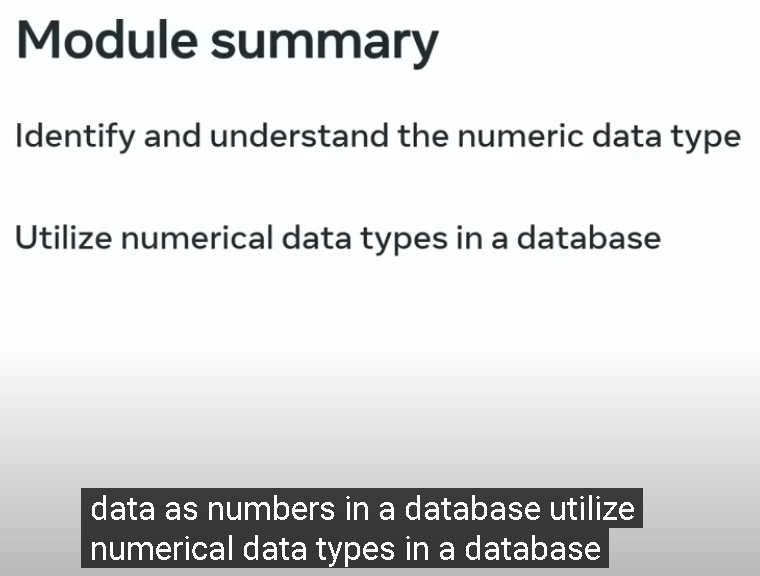 Module summary
Identify and understand the numeric data type
Utilize numerical data types in a database
data as numbers in a database utilize
numerical data types in a database